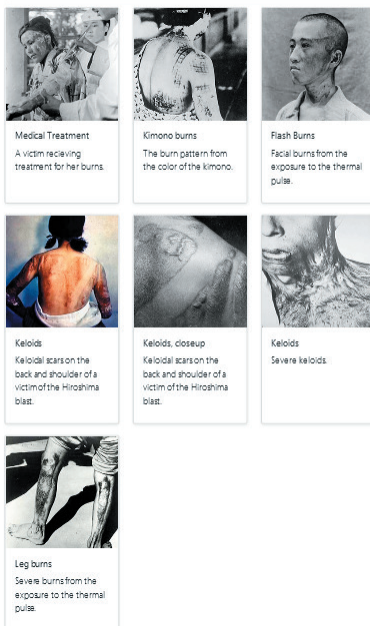 Medical Treatment
A victim recieving
treatment for her burns.
Kimono burns
The burn pattern from
the color of the kimono.
Flash Burns
Facial burns from the
exposure to the thermal
pulse.
Keloids
Keloidal scars on the
back and shoulder of a
victim of the Hiroshima
blast.
Keloids, closeup
Keloidal scars on the
back and shoulder of a
victim of the Hiroshima
blast.
Keloids
Severe keloids.
Leg burns
Severe burns from the
exposure to the thermal
pulse.